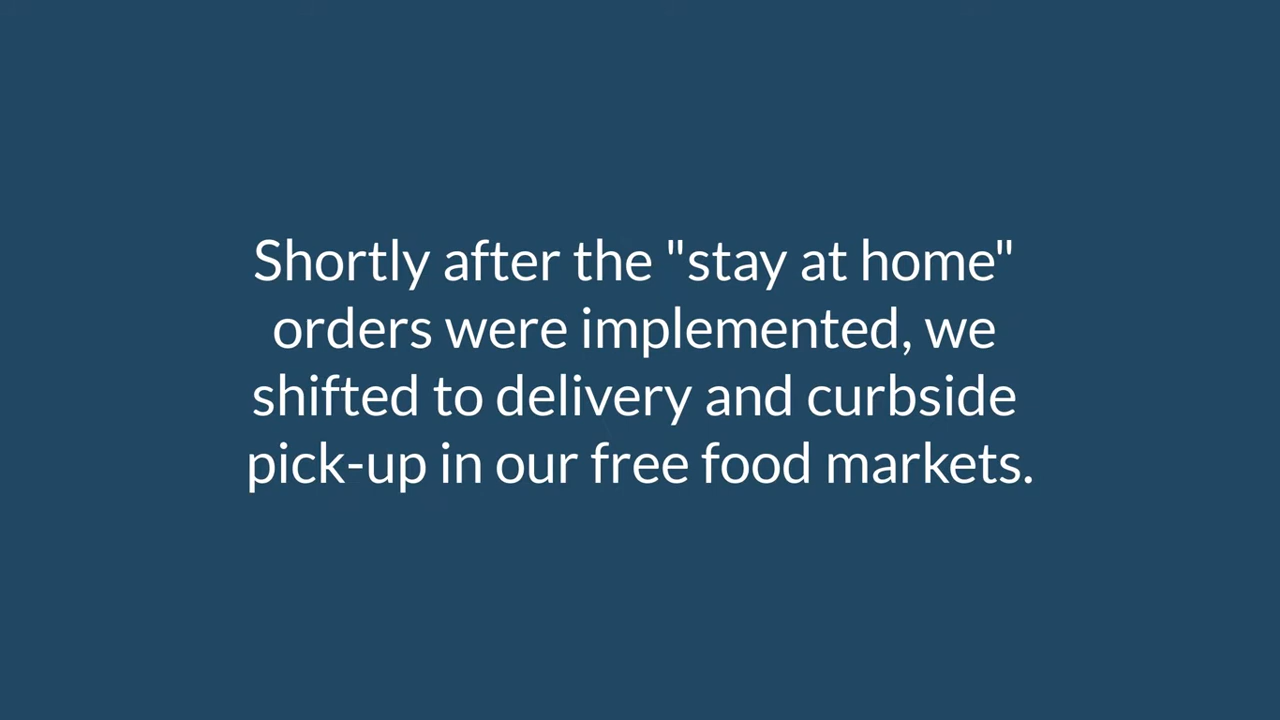 Shortly after the "stay at home"
orders were implemented, we
shifted to delivery and curbside
pick-up in our free food markets.